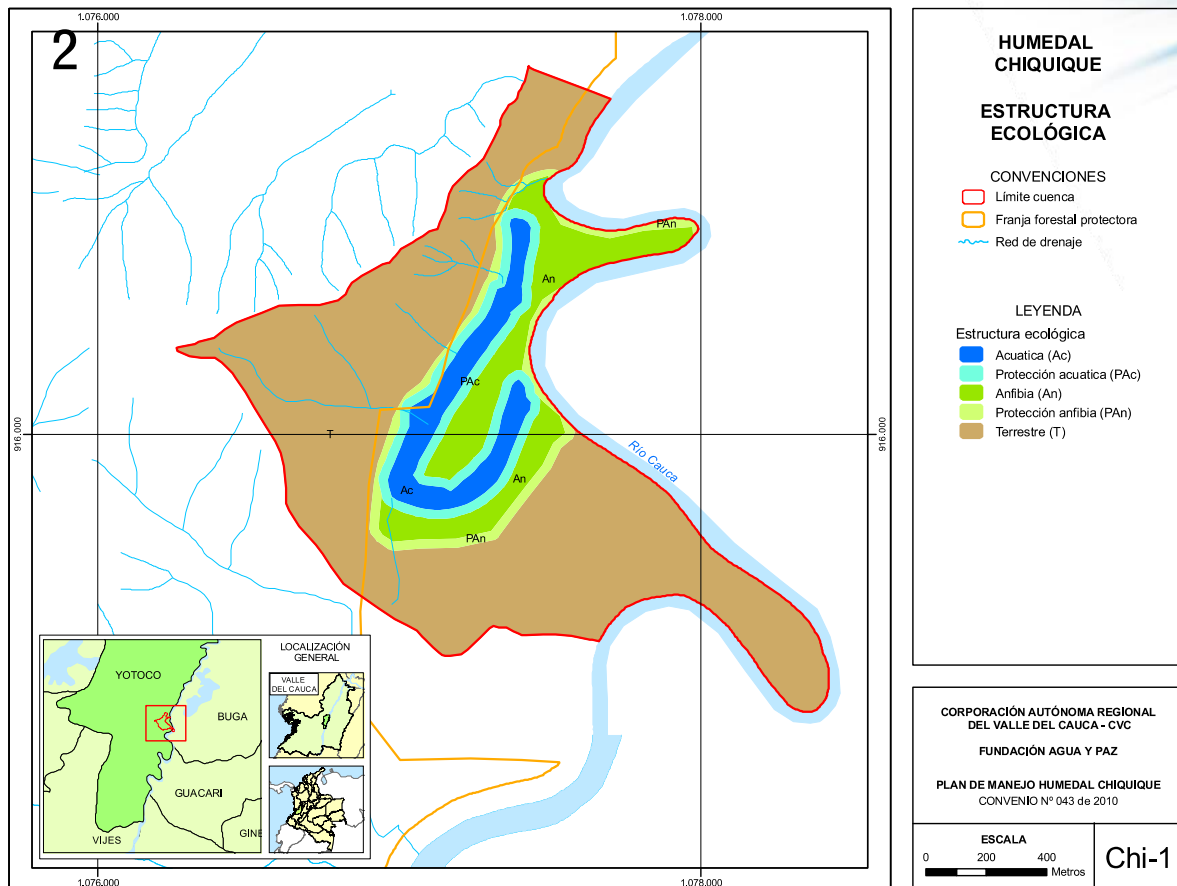 1.076.000
1.078.000
2
916.000
916.000
PAn
An
PAc
T
Ac
An
PAn
Río Cauca
1.076.000
1.078.000
YOTOCO
BUGA
GUACARI
GINE
VIJES
LOCALIZACIÓN
GENERAL
VALLE
DEL CAUCA
HUMEDAL
CHIQUIQUE
ESTRUCTURA
ECOLÓGICA
CONVENCIONES
Límite cuenca
Franja forestal protectora
Red de drenaje
LEYENDA
Estructura ecológica
Acuatica (Ac)
Protección acuatica (PAc)
Anfibia (An)
Protección anfibia (PAn)
Terrestre (T)
CORPORACIÓN AUTÓNOMA REGIONAL
DEL VALLE DEL CAUCA - CVC
FUNDACIÓN AGUA Y PAZ
PLAN DE MANEJO HUMEDAL CHIQUIQUE
CONVENIO Nº 043 de 2010
ESCALA
0 200 400
Metros
Chi-1